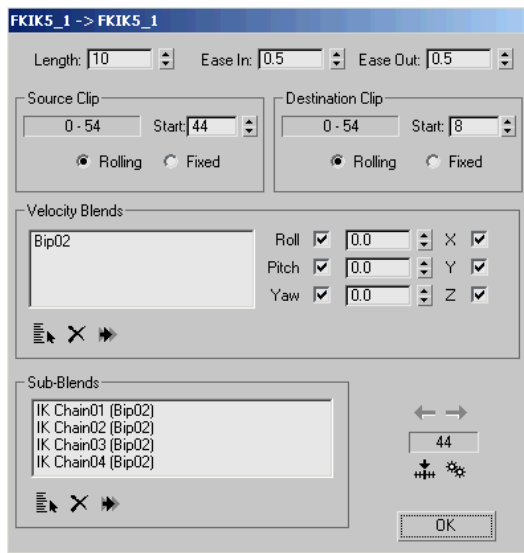 FKIK5_1 -> FKIK5_1
Length: 10 Ease In: 0.5 Ease Out: 0.5
Source Clip
0 - 54 Start: 44
Rolling Fixed
Destination Clip
0 - 54 Start: 8
Rolling Fixed
Velocity Blends
Bip02
Roll 0.0 X
Pitch 0.0 Y
Yaw 0.0 Z
Sub-Blends
IK Chain01 (Bip02)
IK Chain02 (Bip02)
IK Chain03 (Bip02)
IK Chain04 (Bip02)
44
OK